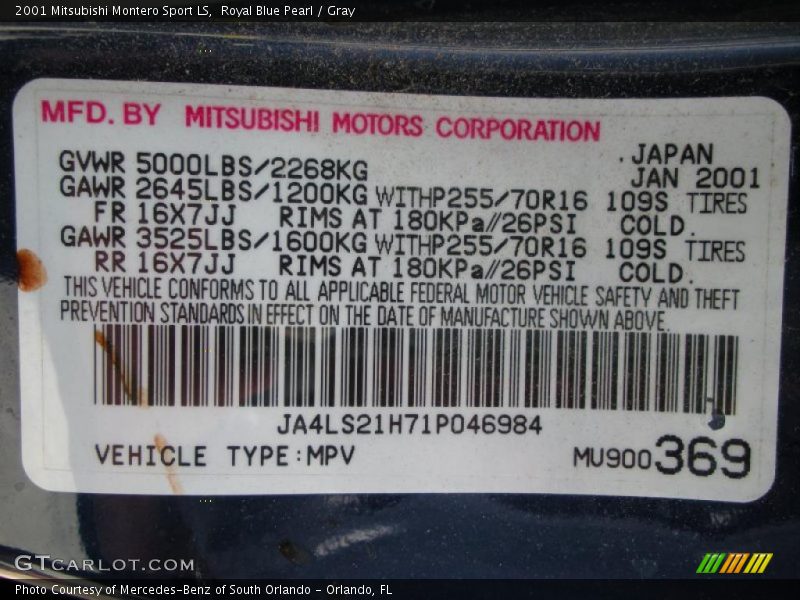 2001 Mitsubishi Montero Sport LS, Royal Blue Pearl / Gray
MFD. BY MITSUBISHI MOTORS CORPORATION
GVWR 5000LBS/2268KG .JAPAN
GAWR 2645LBS/1200KG WITHP255/70R16 JAN 2001
109S TIRES
FR 16X7JJ RIMS AT 180KPa//26PSI COLD.
GAWR 3525LBS/1600KG WITHP255/70R16 109S TIRES
RR 16X7JJ RIMS AT 180KPa//26PSI COLD.
THIS VEHICLE CONFORMS TO ALL APPLICABLE FEDERAL MOTOR VEHICLE SAFETY AND THEFT
PREVENTION STANDARDS IN EFFECT ON THE DATE OF MANUFACTURE SHOWN ABOVE.
JA4LS21H71P046984
VEHICLE TYPE:MPV MU900369
GTCARLOT.COM
Photo Courtesy of Mercedes-Benz of South Orlando - Orlando, FL